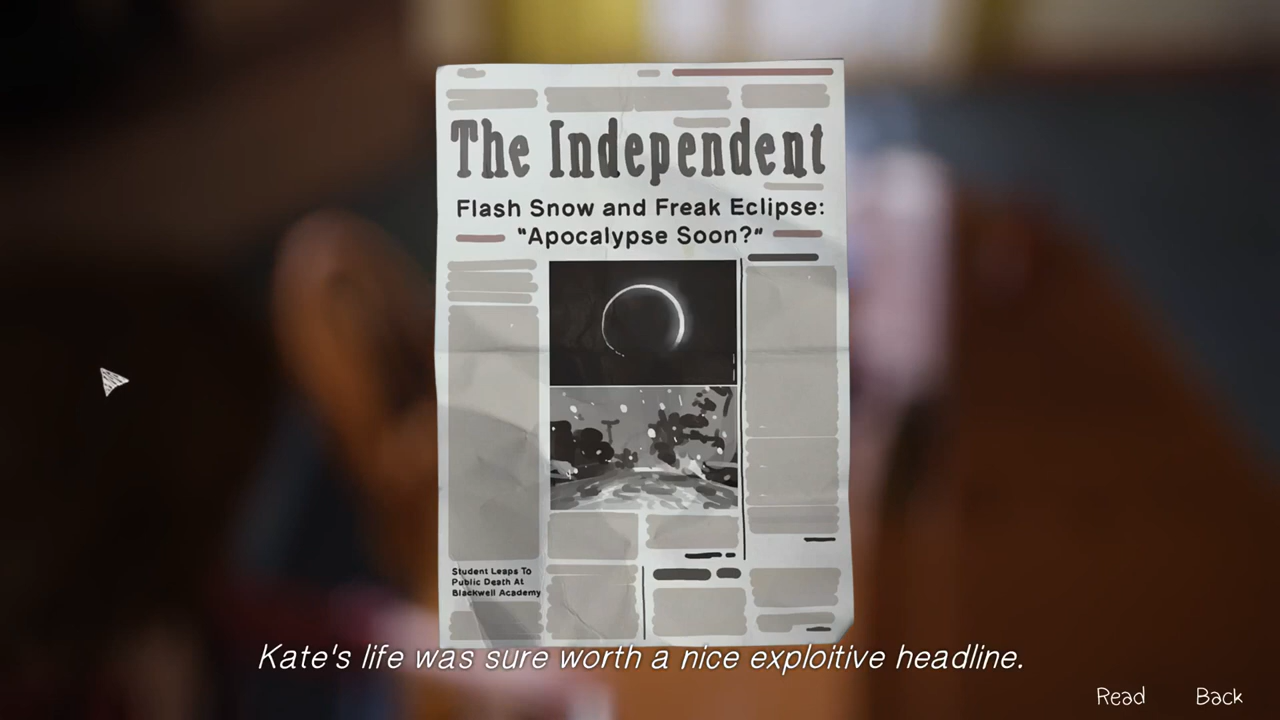 The Independent
Flash Snow and Freak Eclipse:
"Apocalypse Soon?"
Student Leaps To
Public Death At
Blackwell Academy
Kate's life was sure worth a nice exploitive headline.
Read Back